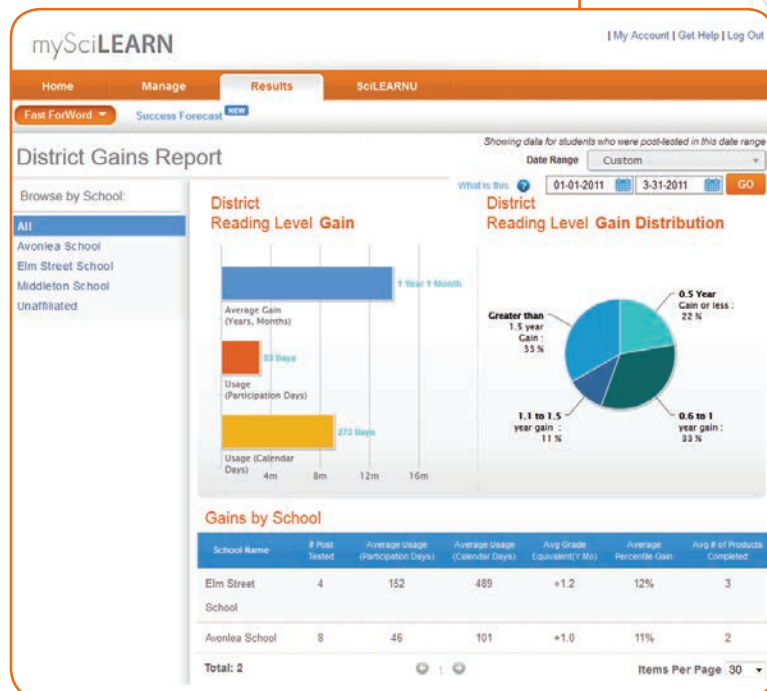 mySciLEARN
| My Account | Get Help | Log Out
Home Manage Results SciLEARNU
Fast ForWord Success Forecast NEW
Showing data for students who were post-tested in this date range
District Gains Report
Date Range Custom
What is this ? 01-01-2011 3-31-2011 GO
Browse by School:
All
Avonlea School
Elm Street School
Middleton School
Unaffiliated
District
Reading Level Gain
1 Year 1 Month
Average Gain
(Years, Months)
Days
Usage
(Participation Days)
273 Days
Usage (Calendar
Days)
4m 8m 12m 16m
District
Reading Level Gain Distribution
0.5 Year
Gain or less :
22 %
Greater than
1.5 year
Gain :
33 %
1.1 to 1.5
year gain :
11 %
0.6 to 1
year gain :
33 %
Gains by School
School Name # Post Tested Average Usage (Participation Days) Average Usage (Calendar Days) Avg Grade Equivalent(Y.Mo) Average Percentile Gain Avg # of Products Completed
Elm Street 4 152 489 +1.2 12% 3
School
Avonlea School 8 46 101 +1.0 11% 2
Total: 2 Items Per Page 30